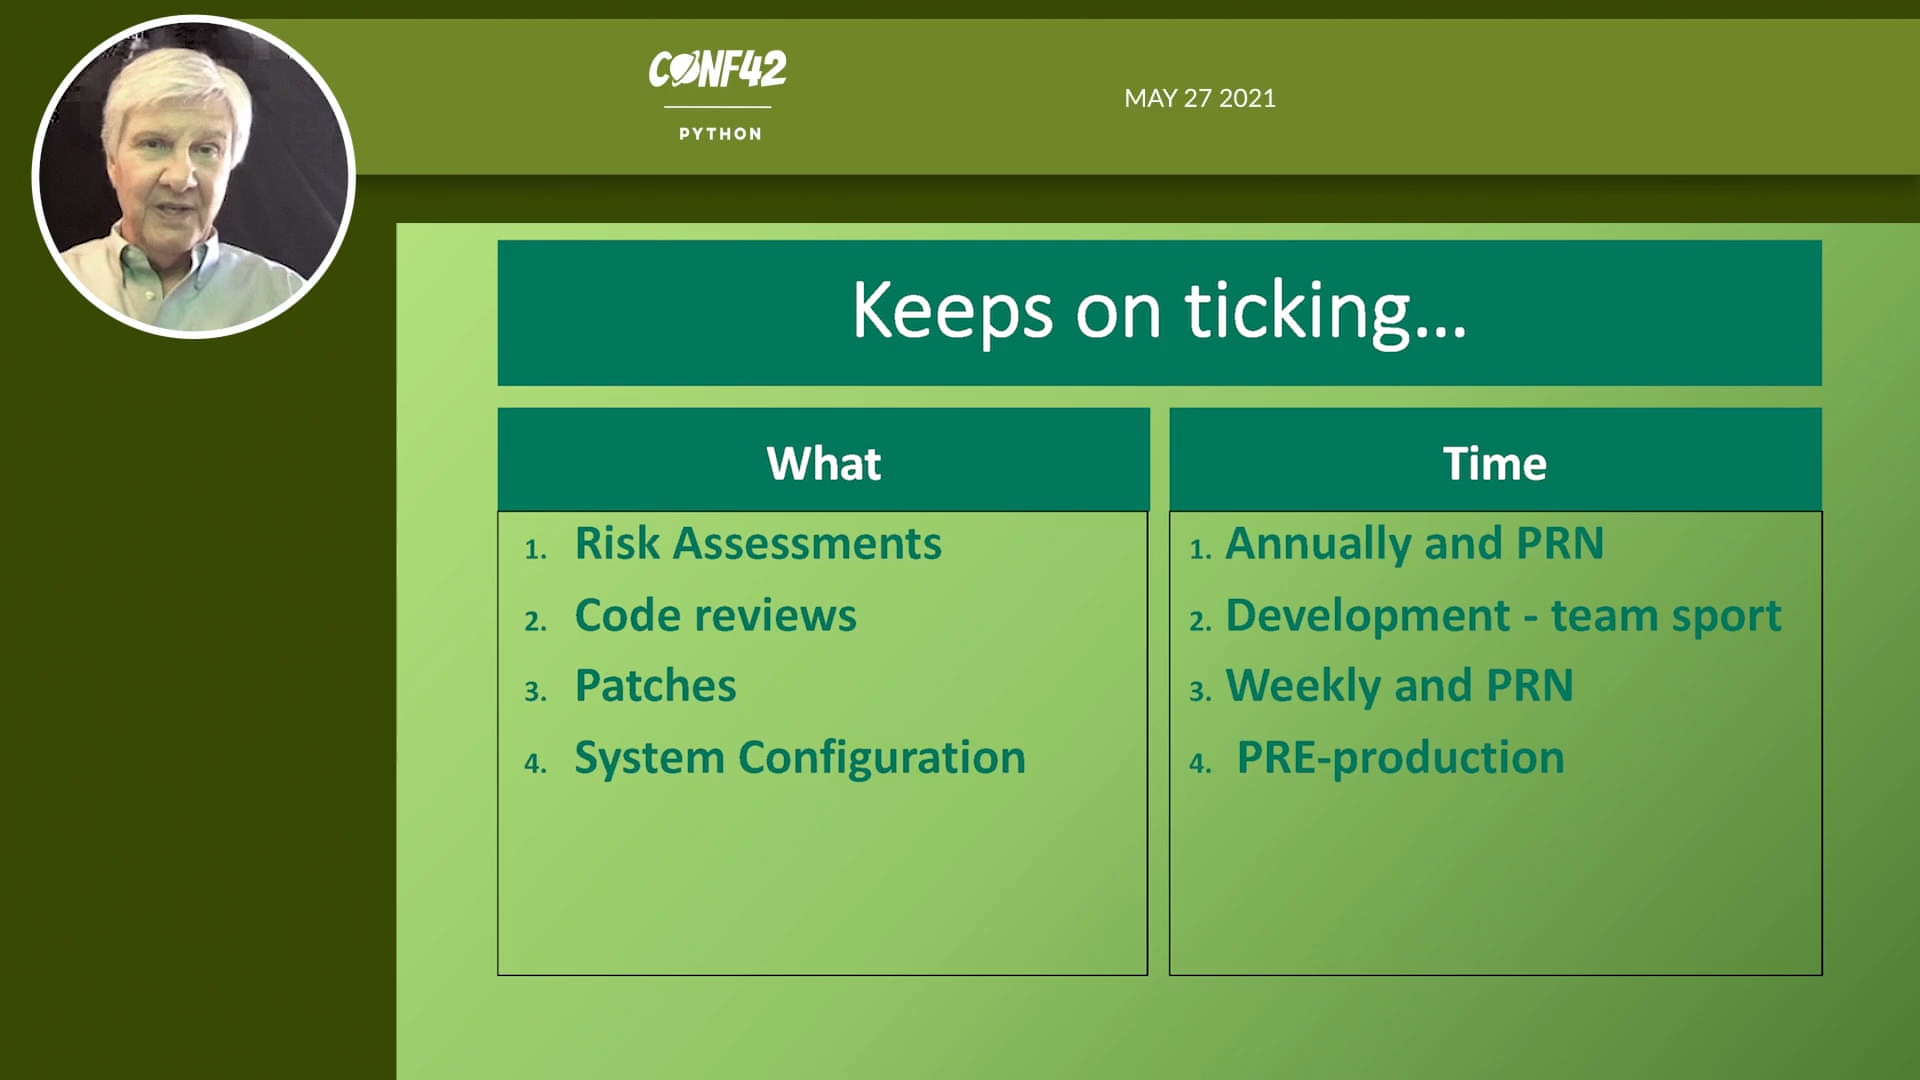 CONF42
PYTHON
MAY 27 2021
Keeps on ticking...
What
1. Risk Assessments
2. Code reviews
3. Patches
4. System Configuration
Time
1. Annually and PRN
2. Development - team sport
3. Weekly and PRN
4. PRE-production